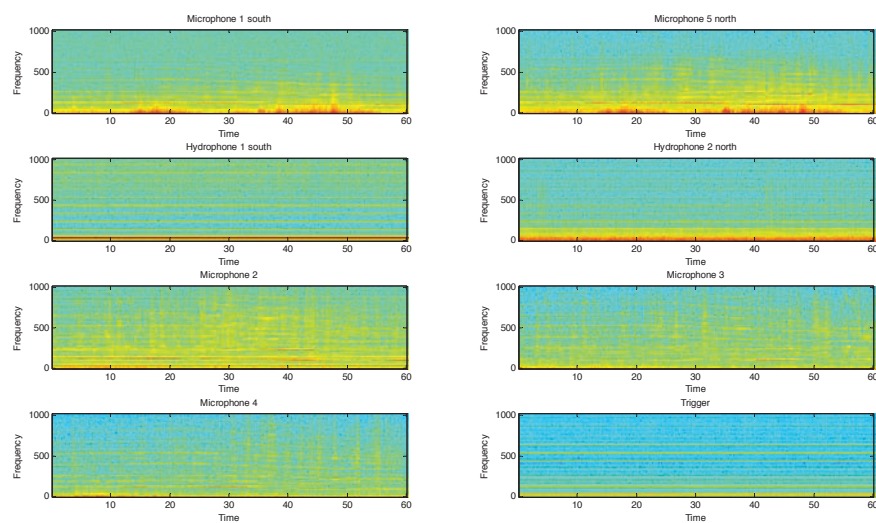 Microphone 1 south
1000
500
0
Frequency
10 20 30 40 50 60
Time
Microphone 5 north
1000
500
0
Frequency
10 20 30 40 50 60
Time
Hydrophone 1 south
1000
500
0
Frequency
10 20 30 40 50 60
Time
Hydrophone 2 north
1000
500
0
Frequency
10 20 30 40 50 60
Time
Microphone 2
1000
500
0
Frequency
10 20 30 40 50 60
Time
Microphone 3
1000
500
0
Frequency
10 20 30 40 50 60
Time
Microphone 4
1000
500
0
Frequency
10 20 30 40 50 60
Time
Trigger
1000
500
0
Frequency
10 20 30 40 50 60
Time